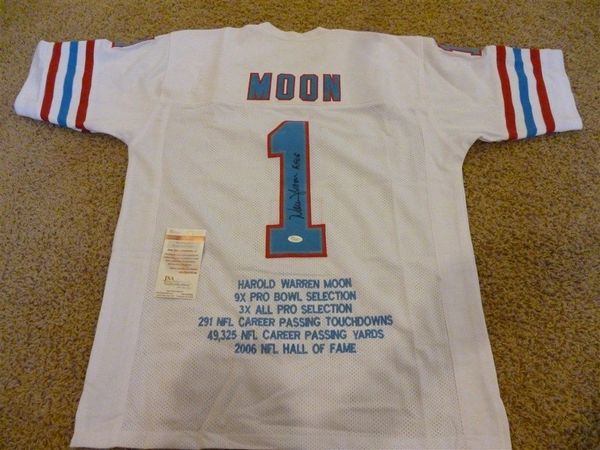 MOON
1
HAROLD WARREN MOON
9X PRO BOWL SELECTION
3X ALL PRO SELECTION
291 NFL CAREER PASSING TOUCHDOWNS
49,325 NFL CAREER PASSING YARDS
2006 NFL HALL OF FAME
JSA